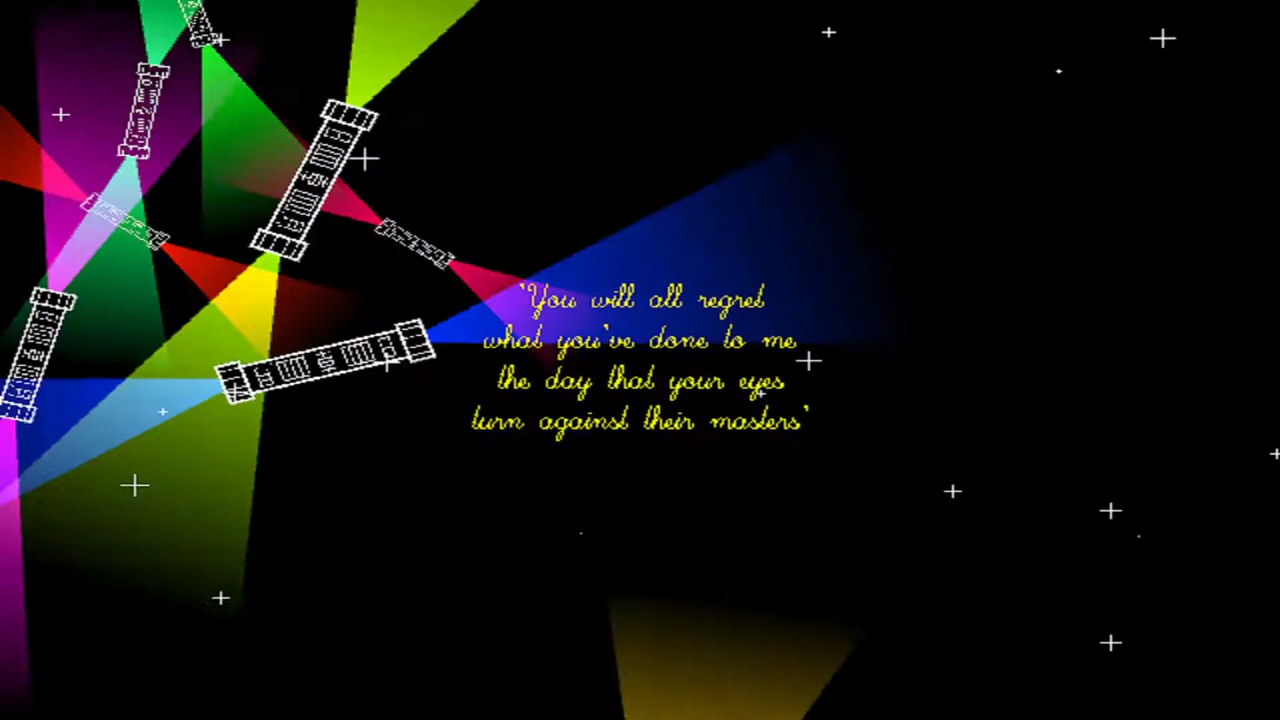 'You will all regret
what you've done to me
the day that your eyes
turn against their masters'